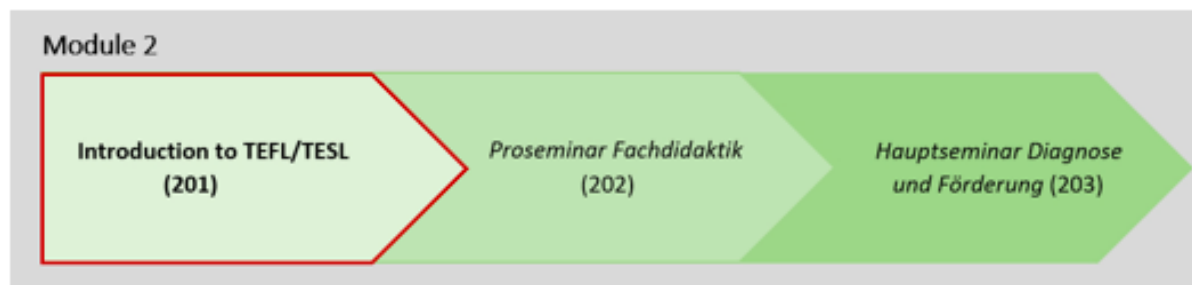 Module 2
Introduction to TEFL/TESL
(201)
Proseminar Fachdidaktik
(202)
Hauptseminar Diagnose
und Förderung (203)